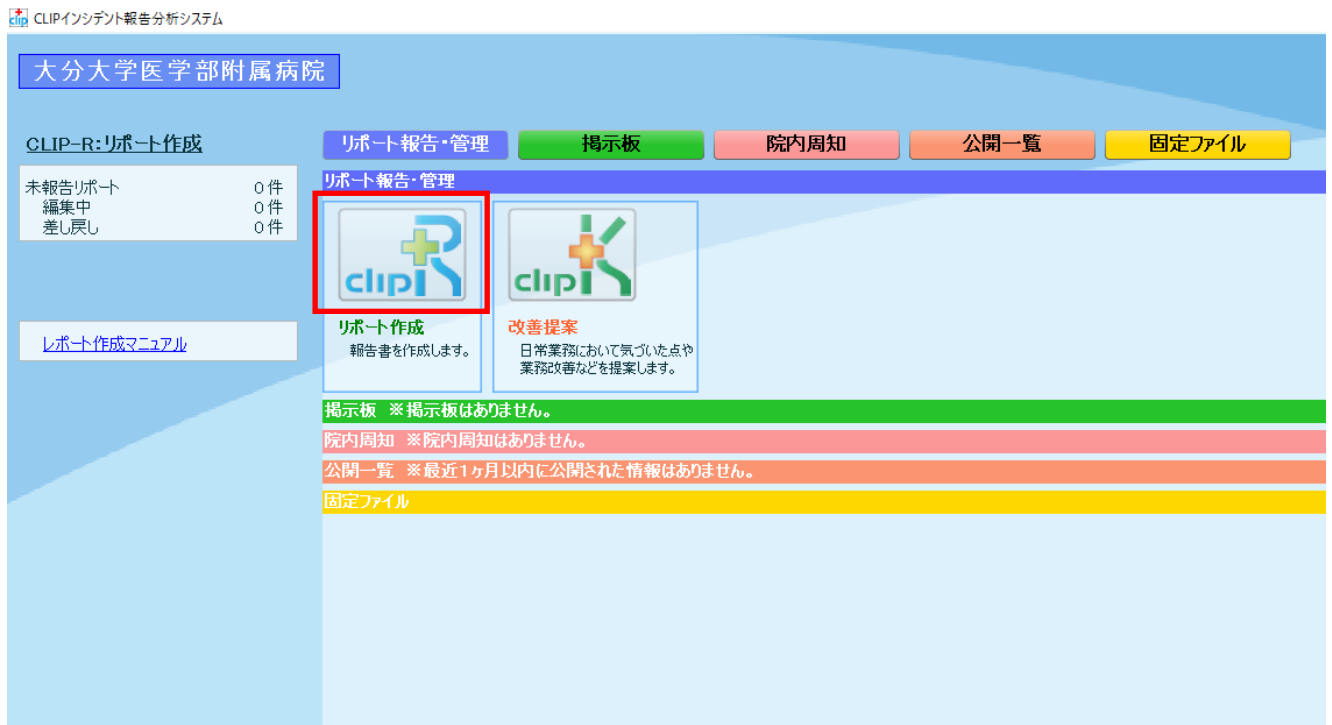 clip CLIPインシデント報告分析システム
大分大学医学部附属病院
CLIP-R:リポート作成
未報告リポート 0件
編集中 0件
差し戻し 0件
レポート作成マニュアル
リポート報告・管理 掲示板 院内周知 公開一覧 固定ファイル
リポート報告・管理
clip R
clip K
リポート作成
報告書を作成します。
改善提案
日常業務において気づいた点や
業務改善などを提案します。
掲示板 ※掲示板はありません。
院内周知 ※院内周知はありません。
公開一覧 ※最近1ヶ月以内に公開された情報はありません。
固定ファイル